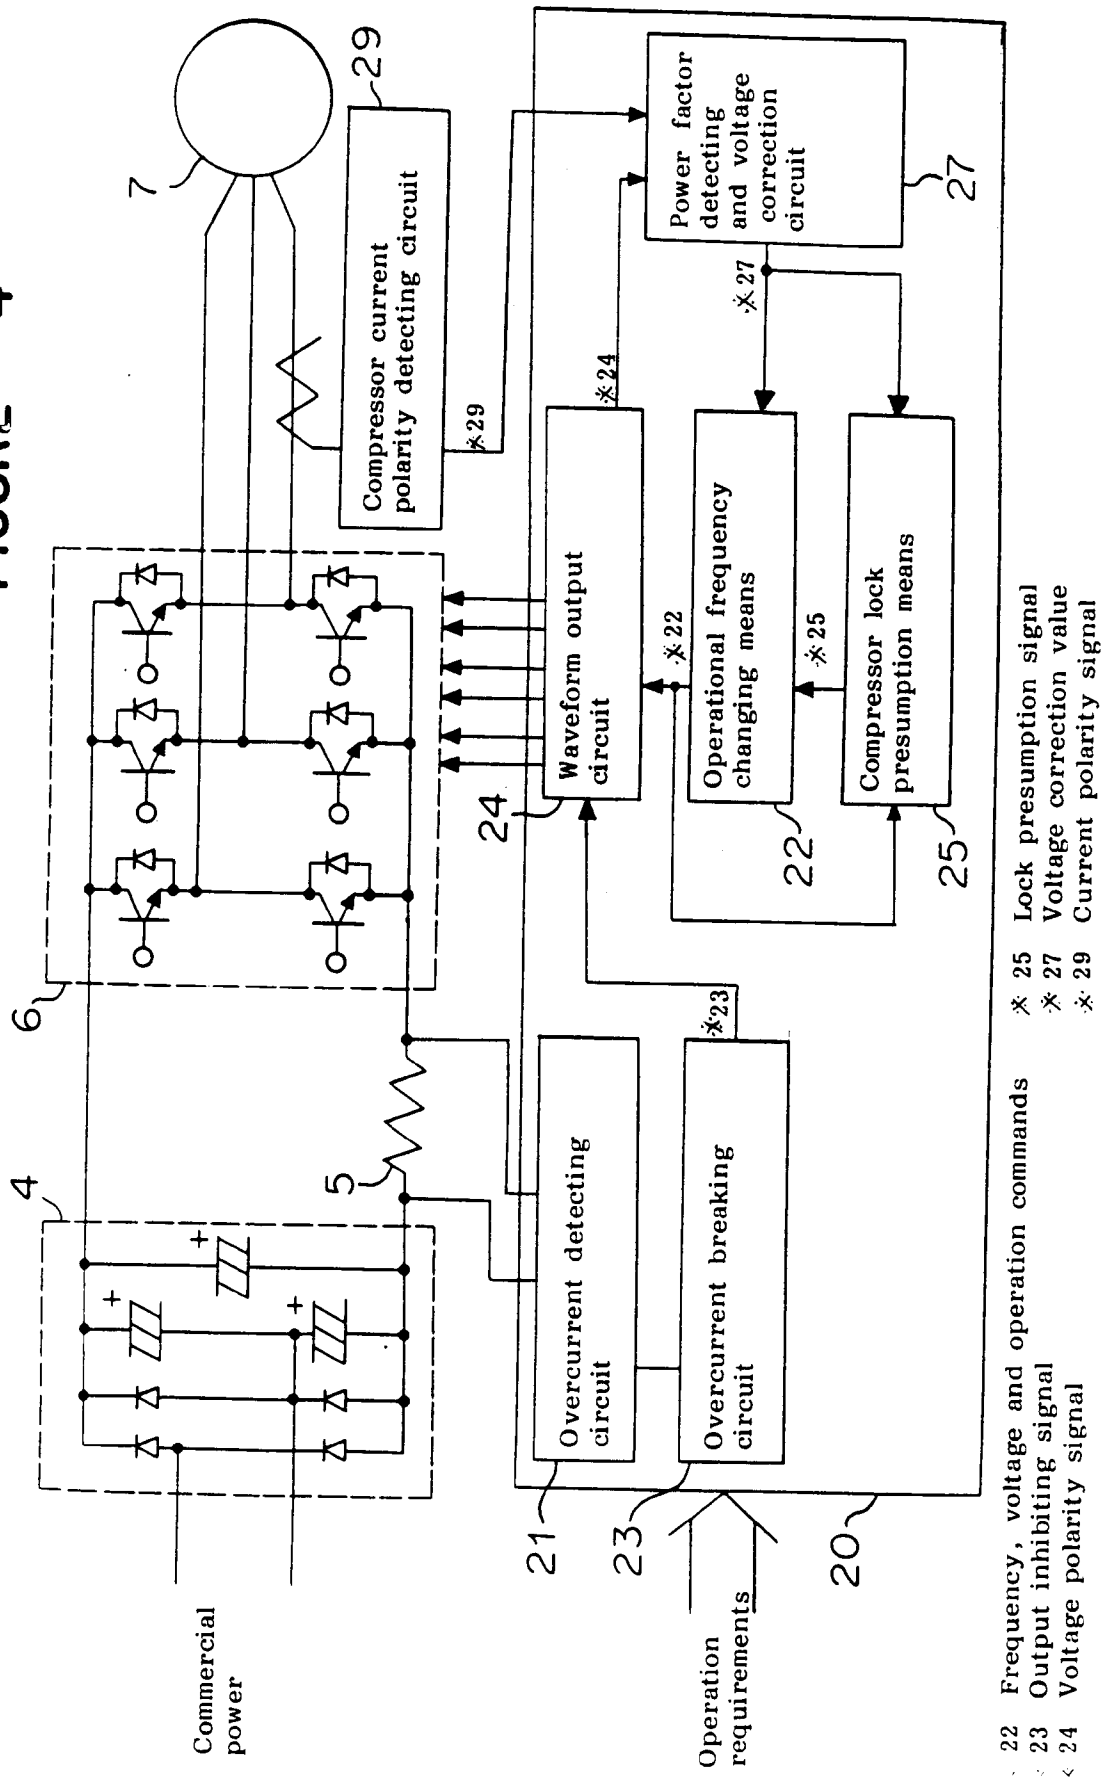 4
6
7
29
5
Commercial
power
Compressor current
polarity detecting circuit
※29
21
Overcurrent detecting
circuit
23
Overcurrent breaking
circuit
※23
24
Waveform output
circuit
※24
※22
22
Operational frequency
changing means
※25
25
Compressor lock
presumption means
Power factor
detecting
and voltage
correction
circuit
27
※27
Operation
requirements
20
+
+
+
22 Frequency, voltage and operation commands
23 Output inhibiting signal
24 Voltage polarity signal
※ 25 Lock presumption signal
※ 27 Voltage correction value
※ 29 Current polarity signal